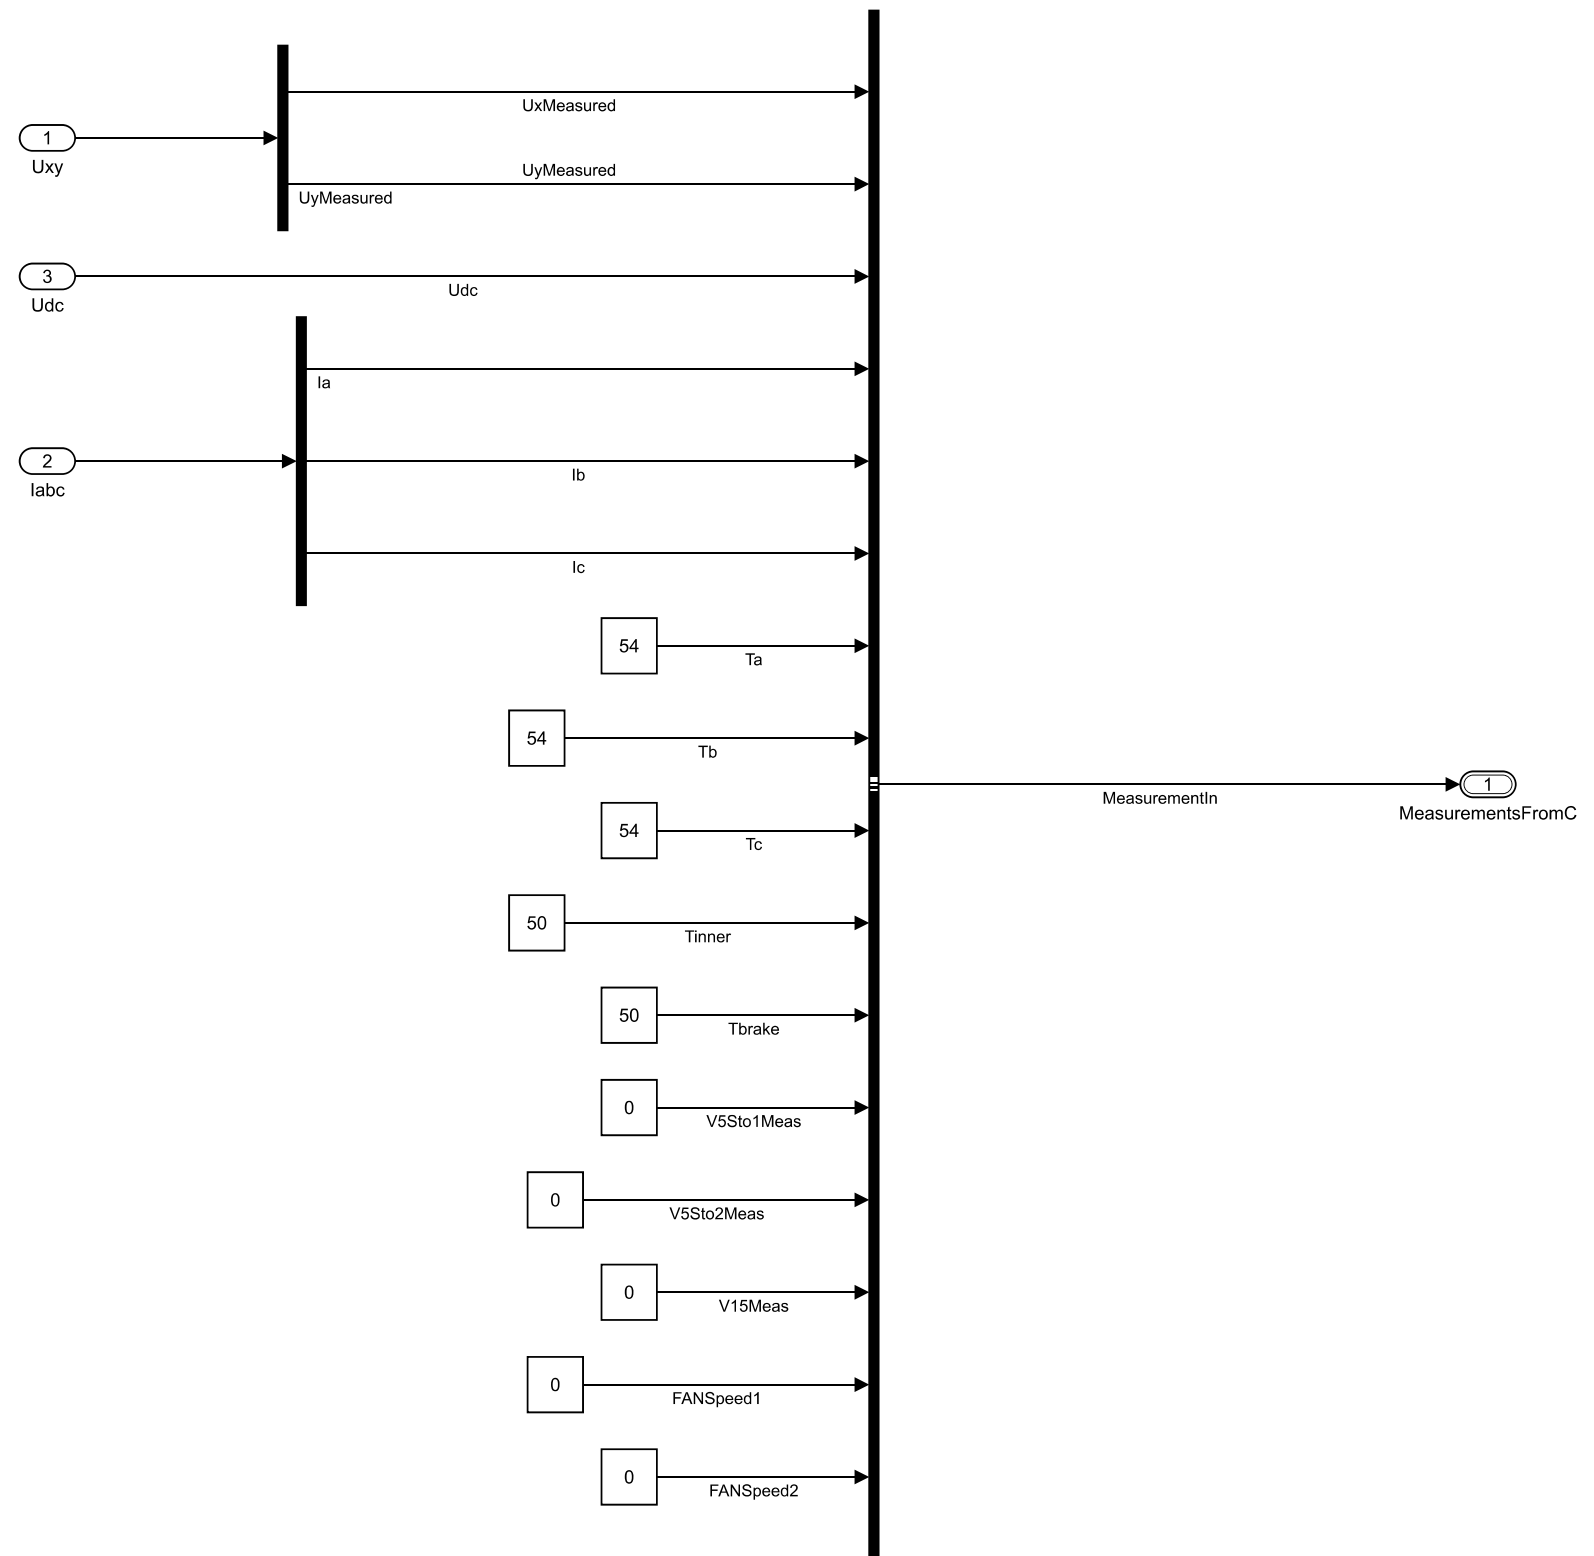 UxMeasured
1
Uxy
UyMeasured
UyMeasured
3
Udc
Udc
Ia
2
Iabc
Ib
Ic
54
Ta
54
Tb
1
MeasurementIn
MeasurementsFromC
54
Tc
50
Tinner
50
Tbrake
0
V5Sto1Meas
0
V5Sto2Meas
0
V15Meas
0
FANSpeed1
0
FANSpeed2